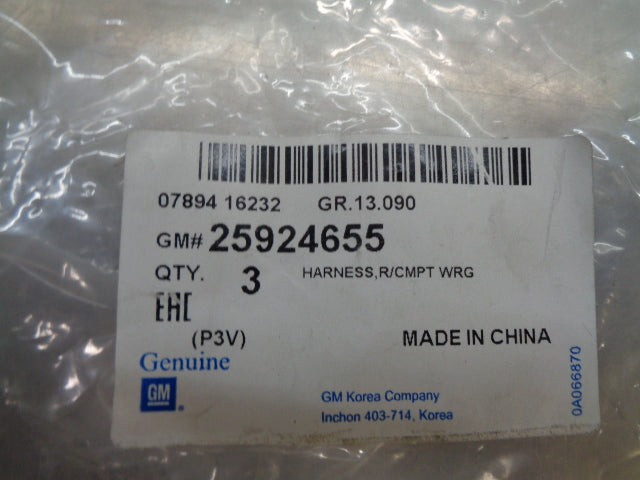 07894 16232 GR.13.090
GM# 25924655
QTY. 3 HARNESS,R/CMPT WRG
EAC
(P3V) MADE IN CHINA
Genuine
GM
GM Korea Company
Inchon 403-714, Korea
0A066870